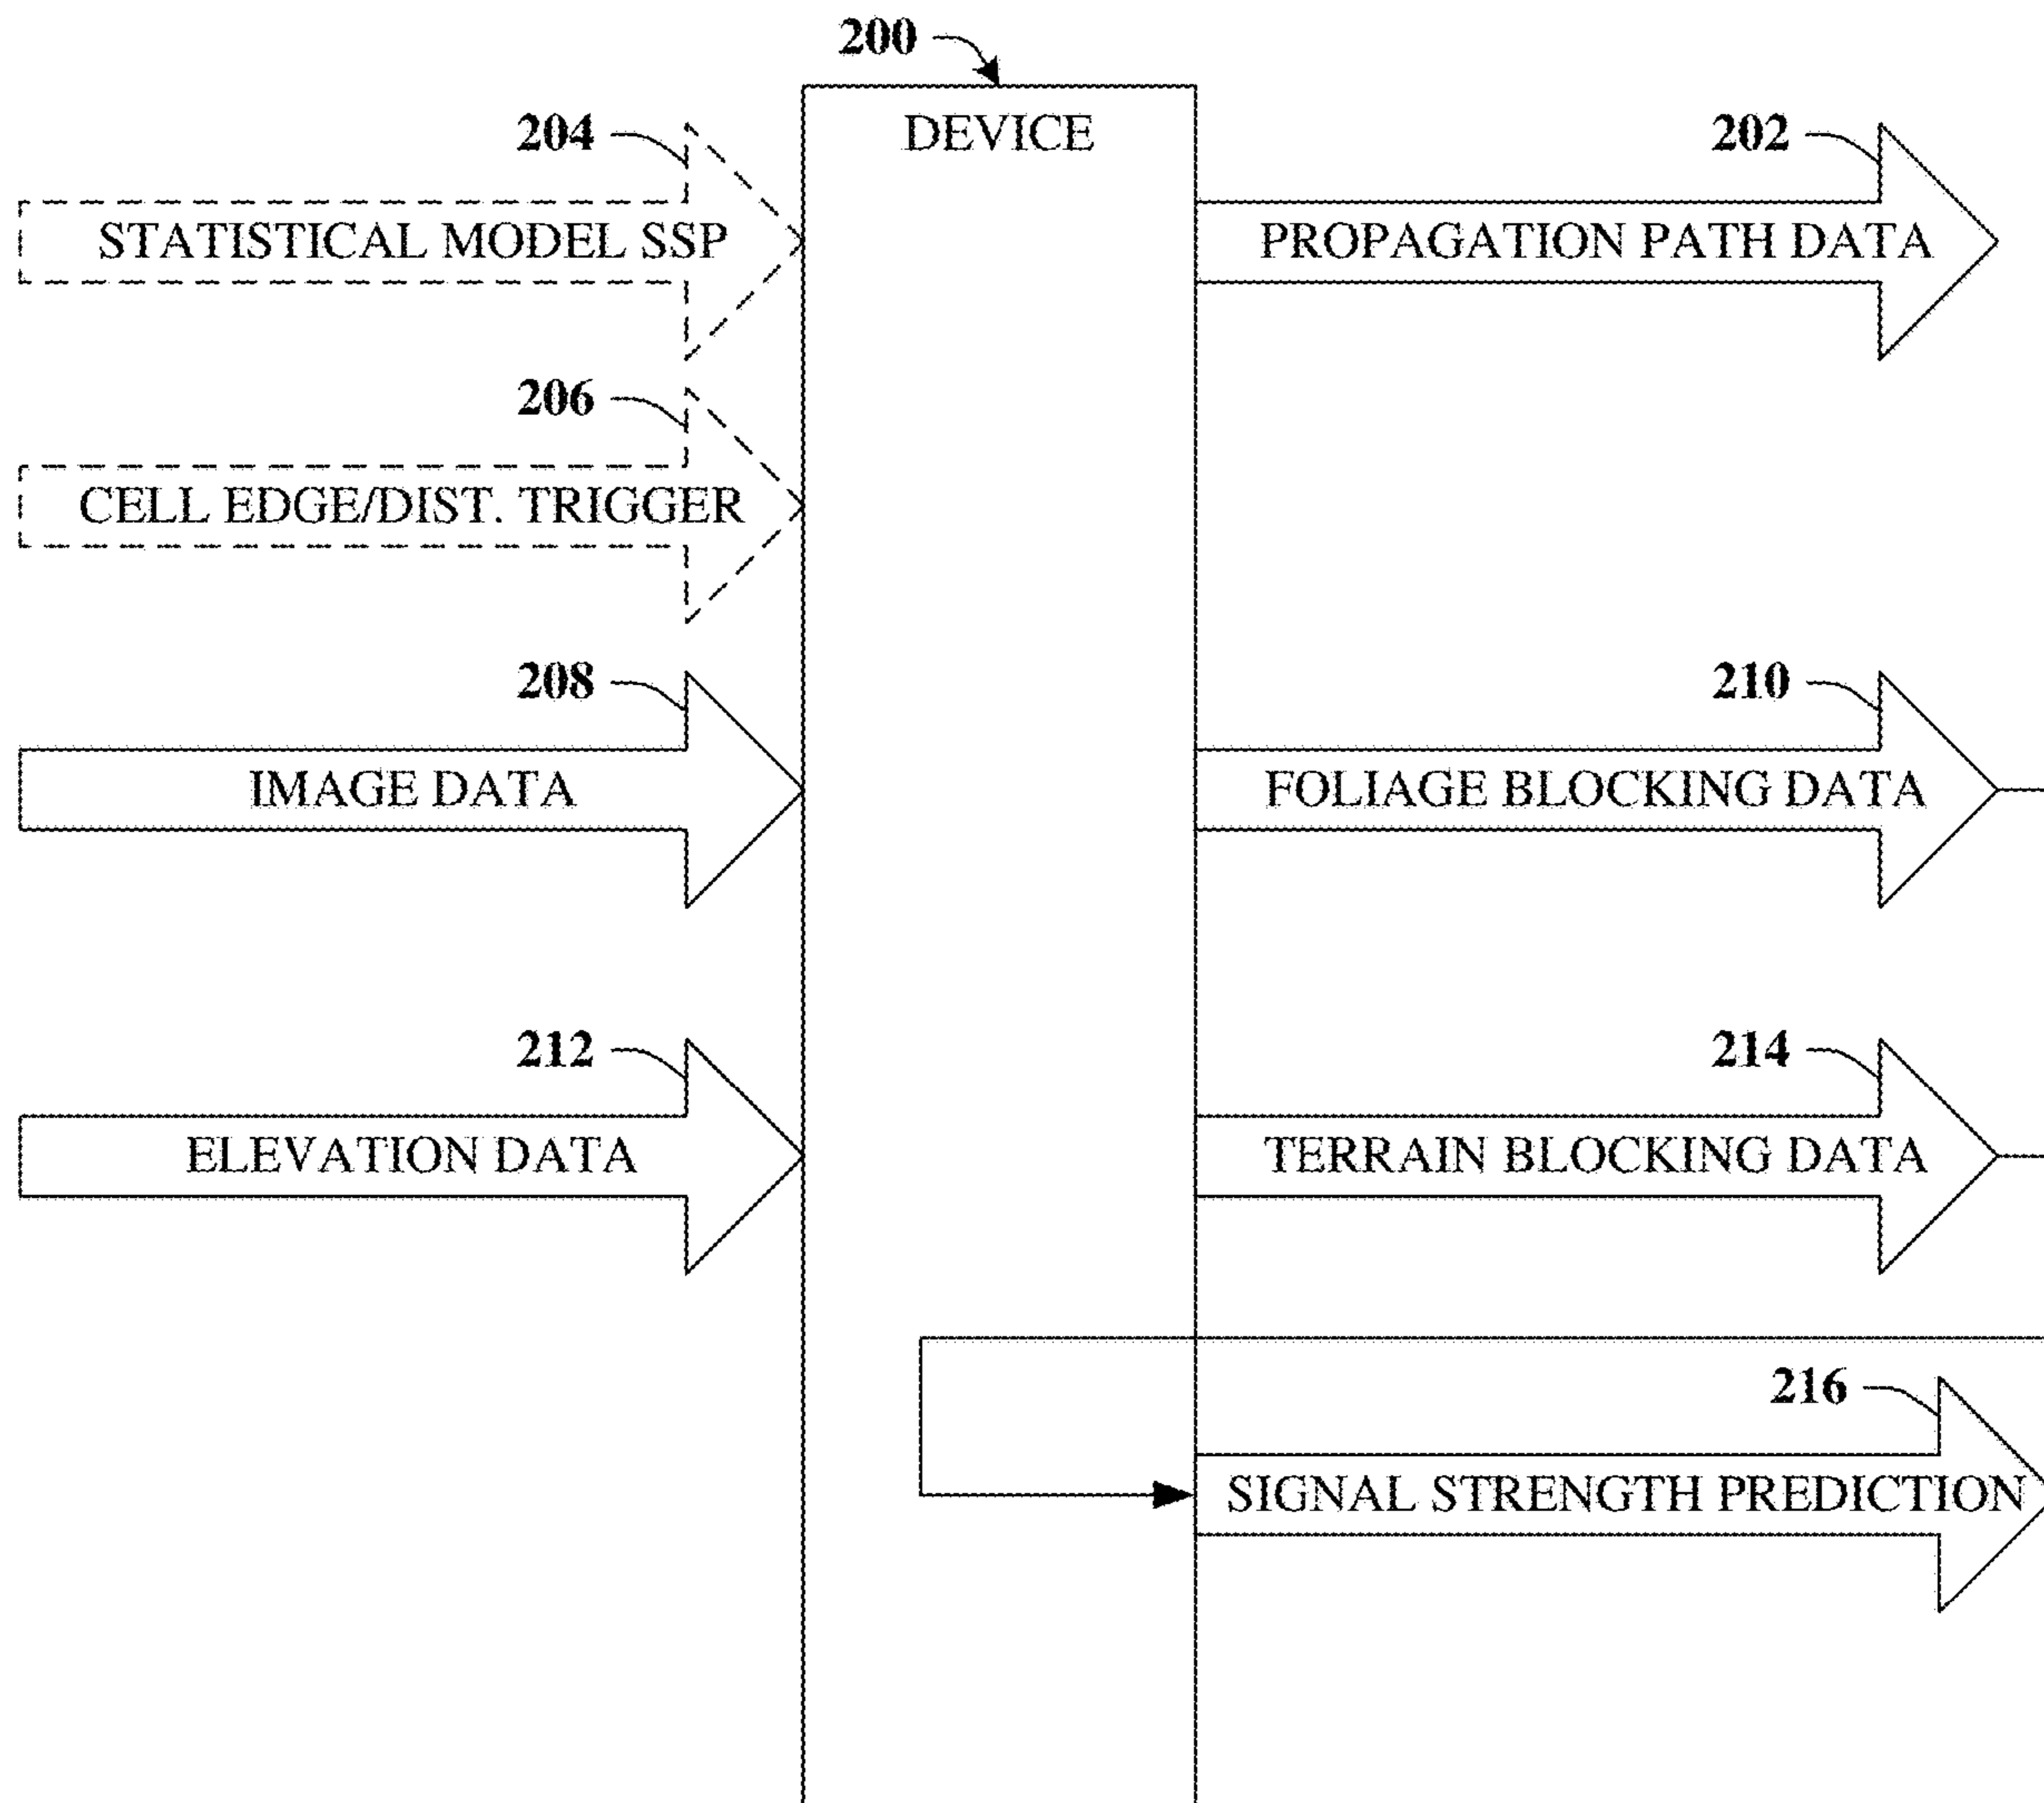 200
DEVICE
204
202
STATISTICAL MODEL SSP
PROPAGATION PATH DATA
206
CELL EDGE/DIST. TRIGGER
208
210
IMAGE DATA
FOLIAGE BLOCKING DATA
212
214
ELEVATION DATA
TERRAIN BLOCKING DATA
216
SIGNAL STRENGTH PREDICTION